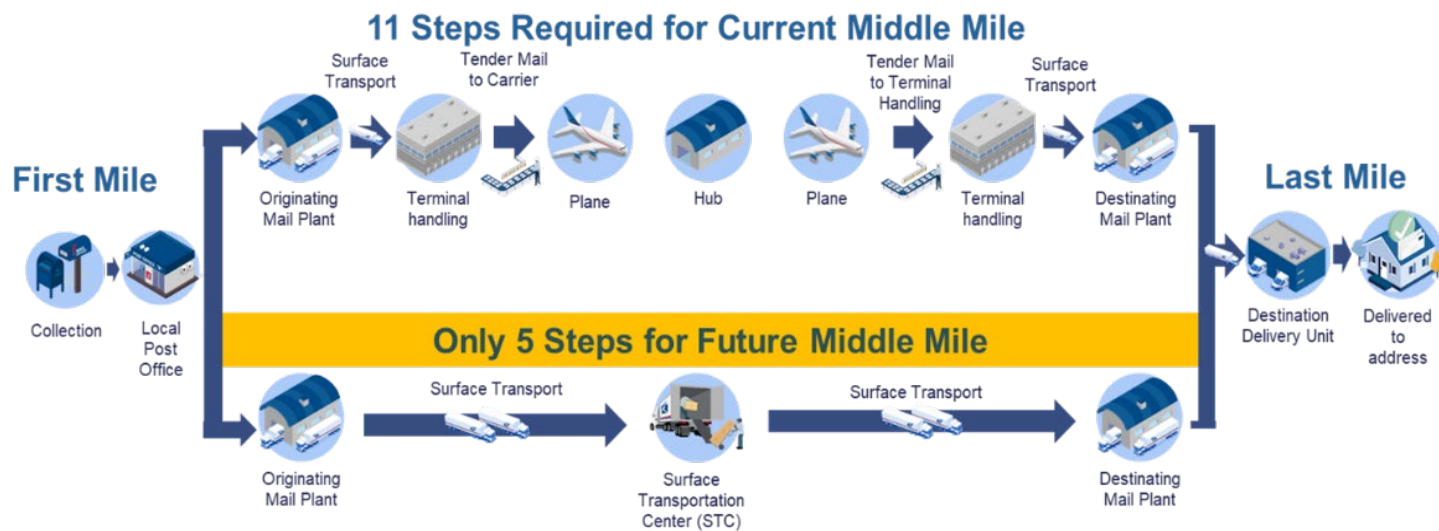 11 Steps Required for Current Middle Mile
Surface
Transport
Tender Mail
to Carrier
Tender Mail
to Terminal
Handling
Surface
Transport
Originating
Mail Plant
Terminal
handling
Plane
Hub
Plane
Terminal
handling
Destinating
Mail Plant
First Mile
Last Mile
Collection
Local
Post
Office
Destination
Delivery Unit
Delivered
to
address
Only 5 Steps for Future Middle Mile
Surface Transport
Surface Transport
Originating
Mail Plant
Surface
Transportation
Center (STC)
Destinating
Mail Plant